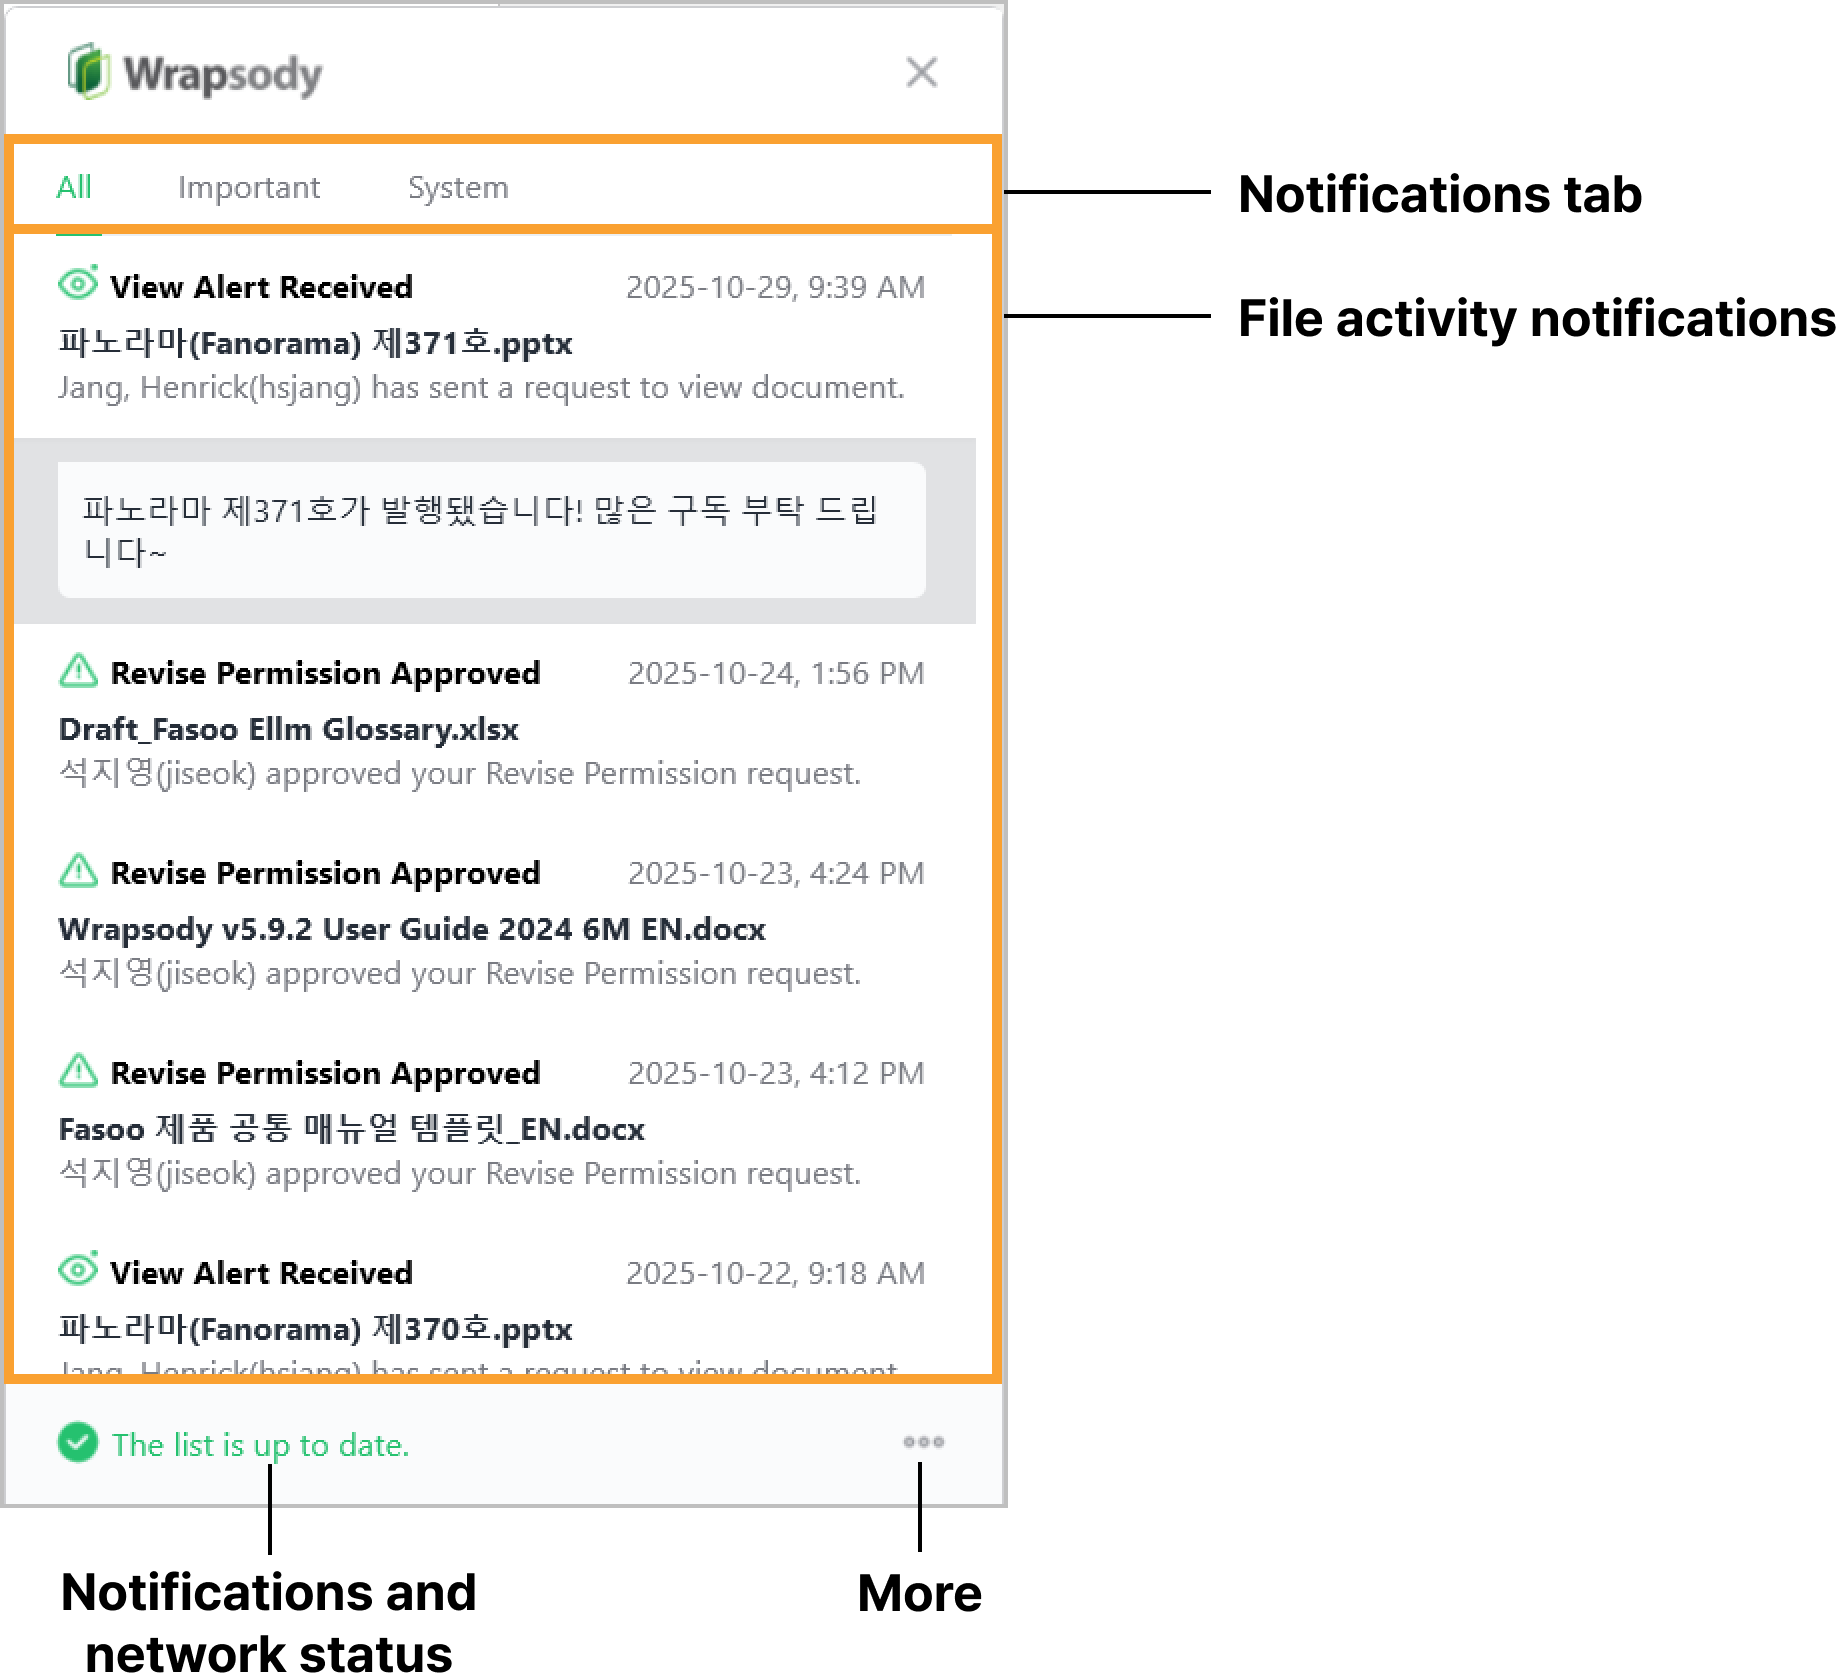 Wrapsody
All Important System
Notifications tab
View Alert Received 2025-10-29, 9:39 AM
File activity notifications
파노라마(Fanorama) 제371호.pptx
Jang, Henrick(hsjang) has sent a request to view document.
파노라마 제371호가 발행됐습니다! 많은 구독 부탁 드립
니다~
Revise Permission Approved 2025-10-24, 1:56 PM
Draft_Fasoo Ellm Glossary.xlsx
석지영(jiseok) approved your Revise Permission request.
Revise Permission Approved 2025-10-23, 4:24 PM
Wrapsody v5.9.2 User Guide 2024 6M EN.docx
석지영(jiseok) approved your Revise Permission request.
Revise Permission Approved 2025-10-23, 4:12 PM
Fasoo 제품 공통 매뉴얼 템플릿_EN.docx
석지영(jiseok) approved your Revise Permission request.
View Alert Received 2025-10-22, 9:18 AM
파노라마(Fanorama) 제370호.pptx
Jang, Henrick(hsjang) has sent a request to view document.
The list is up to date.
Notifications and
network status
More